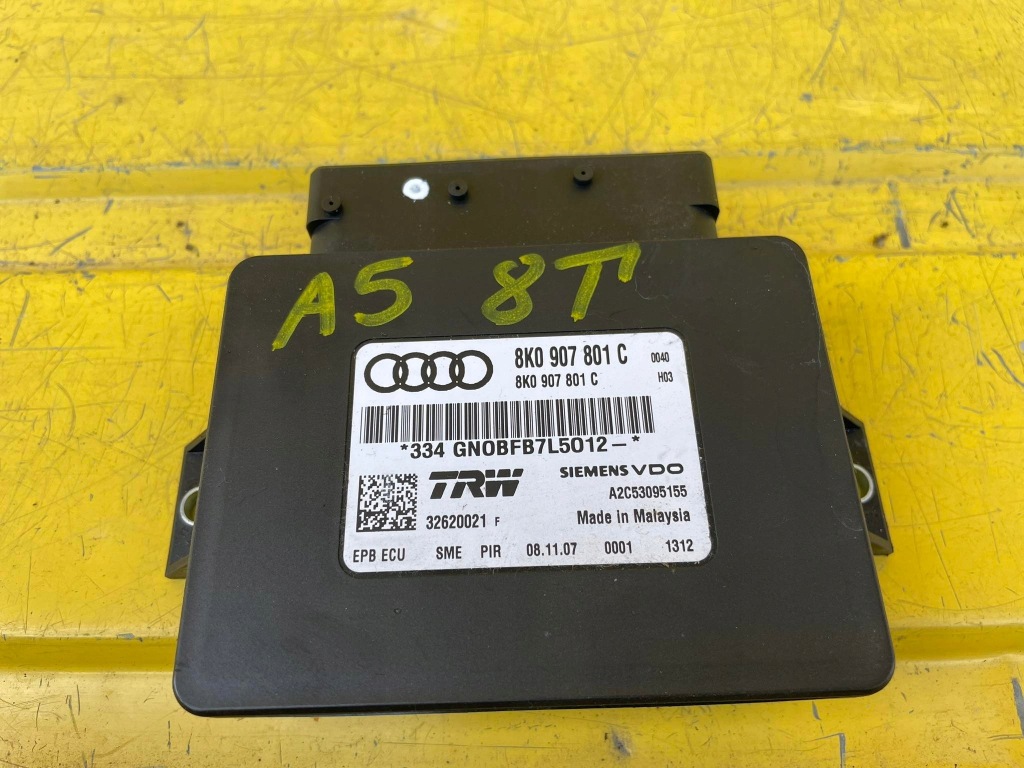 A5 8T
8K0 907 801 C 0040
8K0 907 801 C H03
*334 GN0BFB7L5012-*
TRW SIEMENS VDO
A2C53095155
32620021 F Made in Malaysia
EPB ECU SME PIR 08.11.07 0001 1312